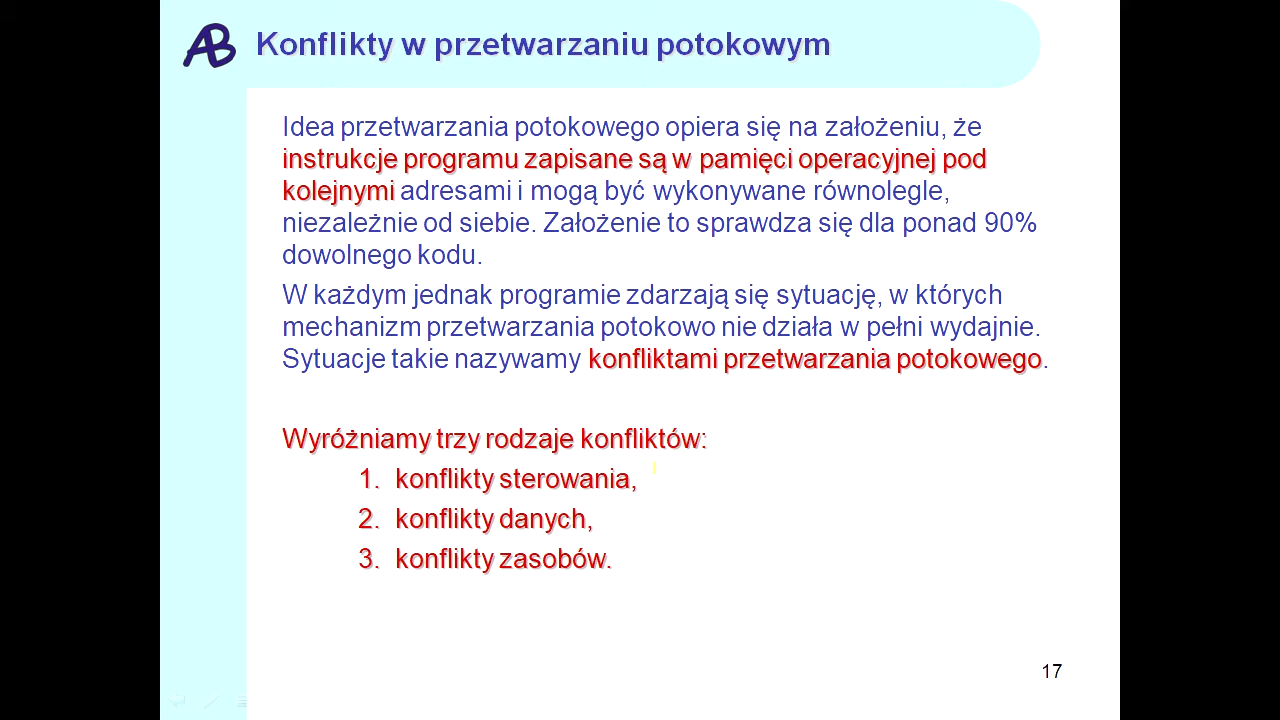 AB Konflikty w przetwarzaniu potokowym
Idea przetwarzania potokowego opiera się na założeniu, że
instrukcje programu zapisane są w pamięci operacyjnej pod
kolejnymi adresami i mogą być wykonywane równolegle,
niezależnie od siebie. Założenie to sprawdza się dla ponad 90%
dowolnego kodu.
W każdym jednak programie zdarzają się sytuację, w których
mechanizm przetwarzania potokowo nie działa w pełni wydajnie.
Sytuacje takie nazywamy konfliktami przetwarzania potokowego.
Wyróżniamy trzy rodzaje konfliktów:
1. konflikty sterowania,
2. konflikty danych,
3. konflikty zasobów.
17